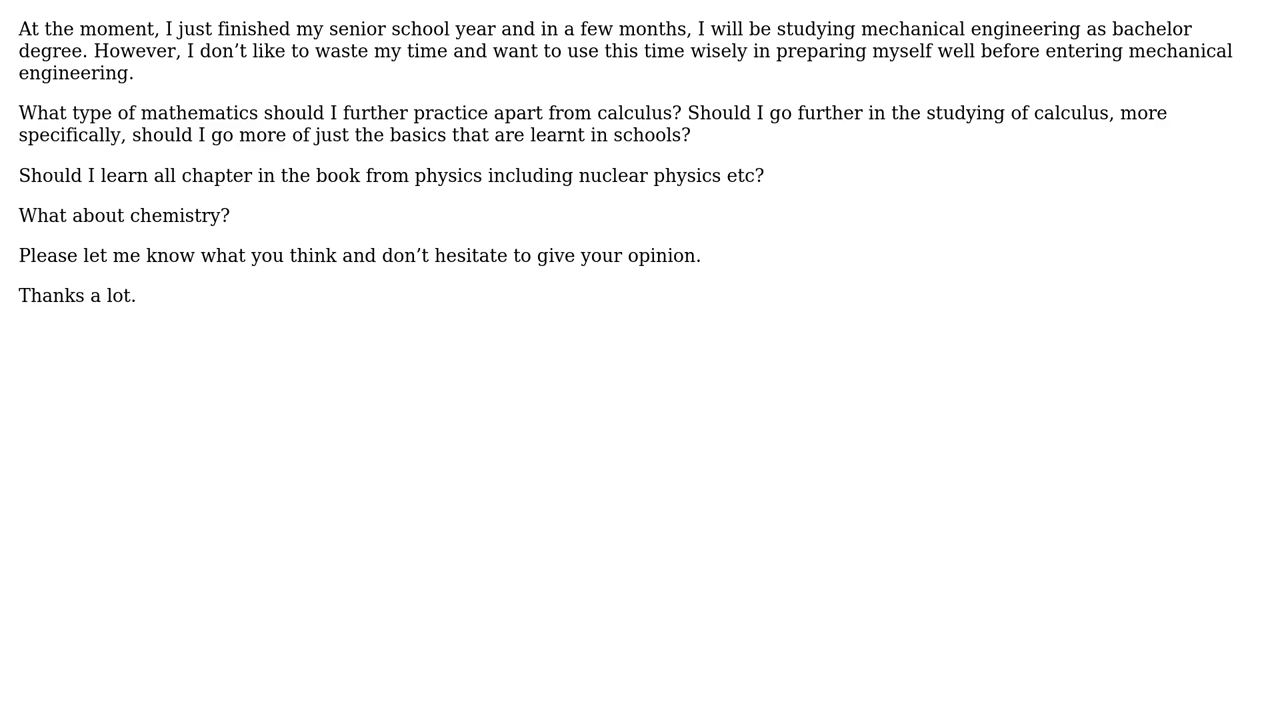 At the moment, I just finished my senior school year and in a few months, I will be studying mechanical engineering as bachelor
degree. However, I don’t like to waste my time and want to use this time wisely in preparing myself well before entering mechanical
engineering.
What type of mathematics should I further practice apart from calculus? Should I go further in the studying of calculus, more
specifically, should I go more of just the basics that are learnt in schools?
Should I learn all chapter in the book from physics including nuclear physics etc?
What about chemistry?
Please let me know what you think and don’t hesitate to give your opinion.
Thanks a lot.